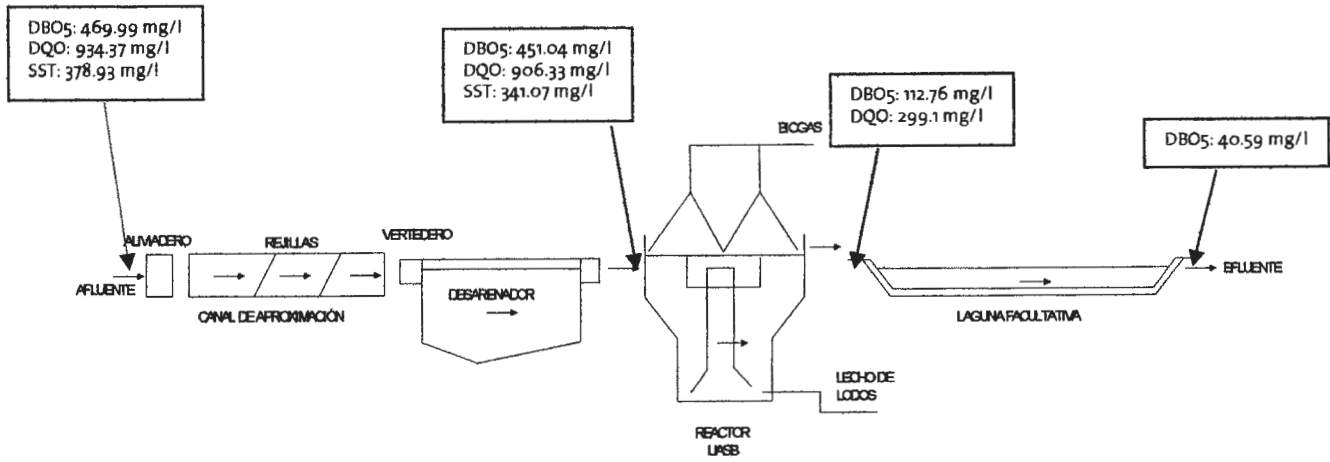 DBO5: 469.99 mg/l
DQO: 934.37 mg/l
SST: 378.93 mg/l
DBO5: 451.04 mg/l
DQO: 906.33 mg/l
SST: 341.07 mg/l
DBO5: 112.76 mg/l
DQO: 299.1 mg/l
DBO5: 40.59 mg/l
BIOGAS
ALIVIADERO
REJILLAS
VERTEDERO
AFLUENTE
DESARENADOR
EFLUENTE
CANAL DE APROXIMACIÓN
LAGUNA FACULTATIVA
LECHO DE
LODOS
REACTOR
UASB